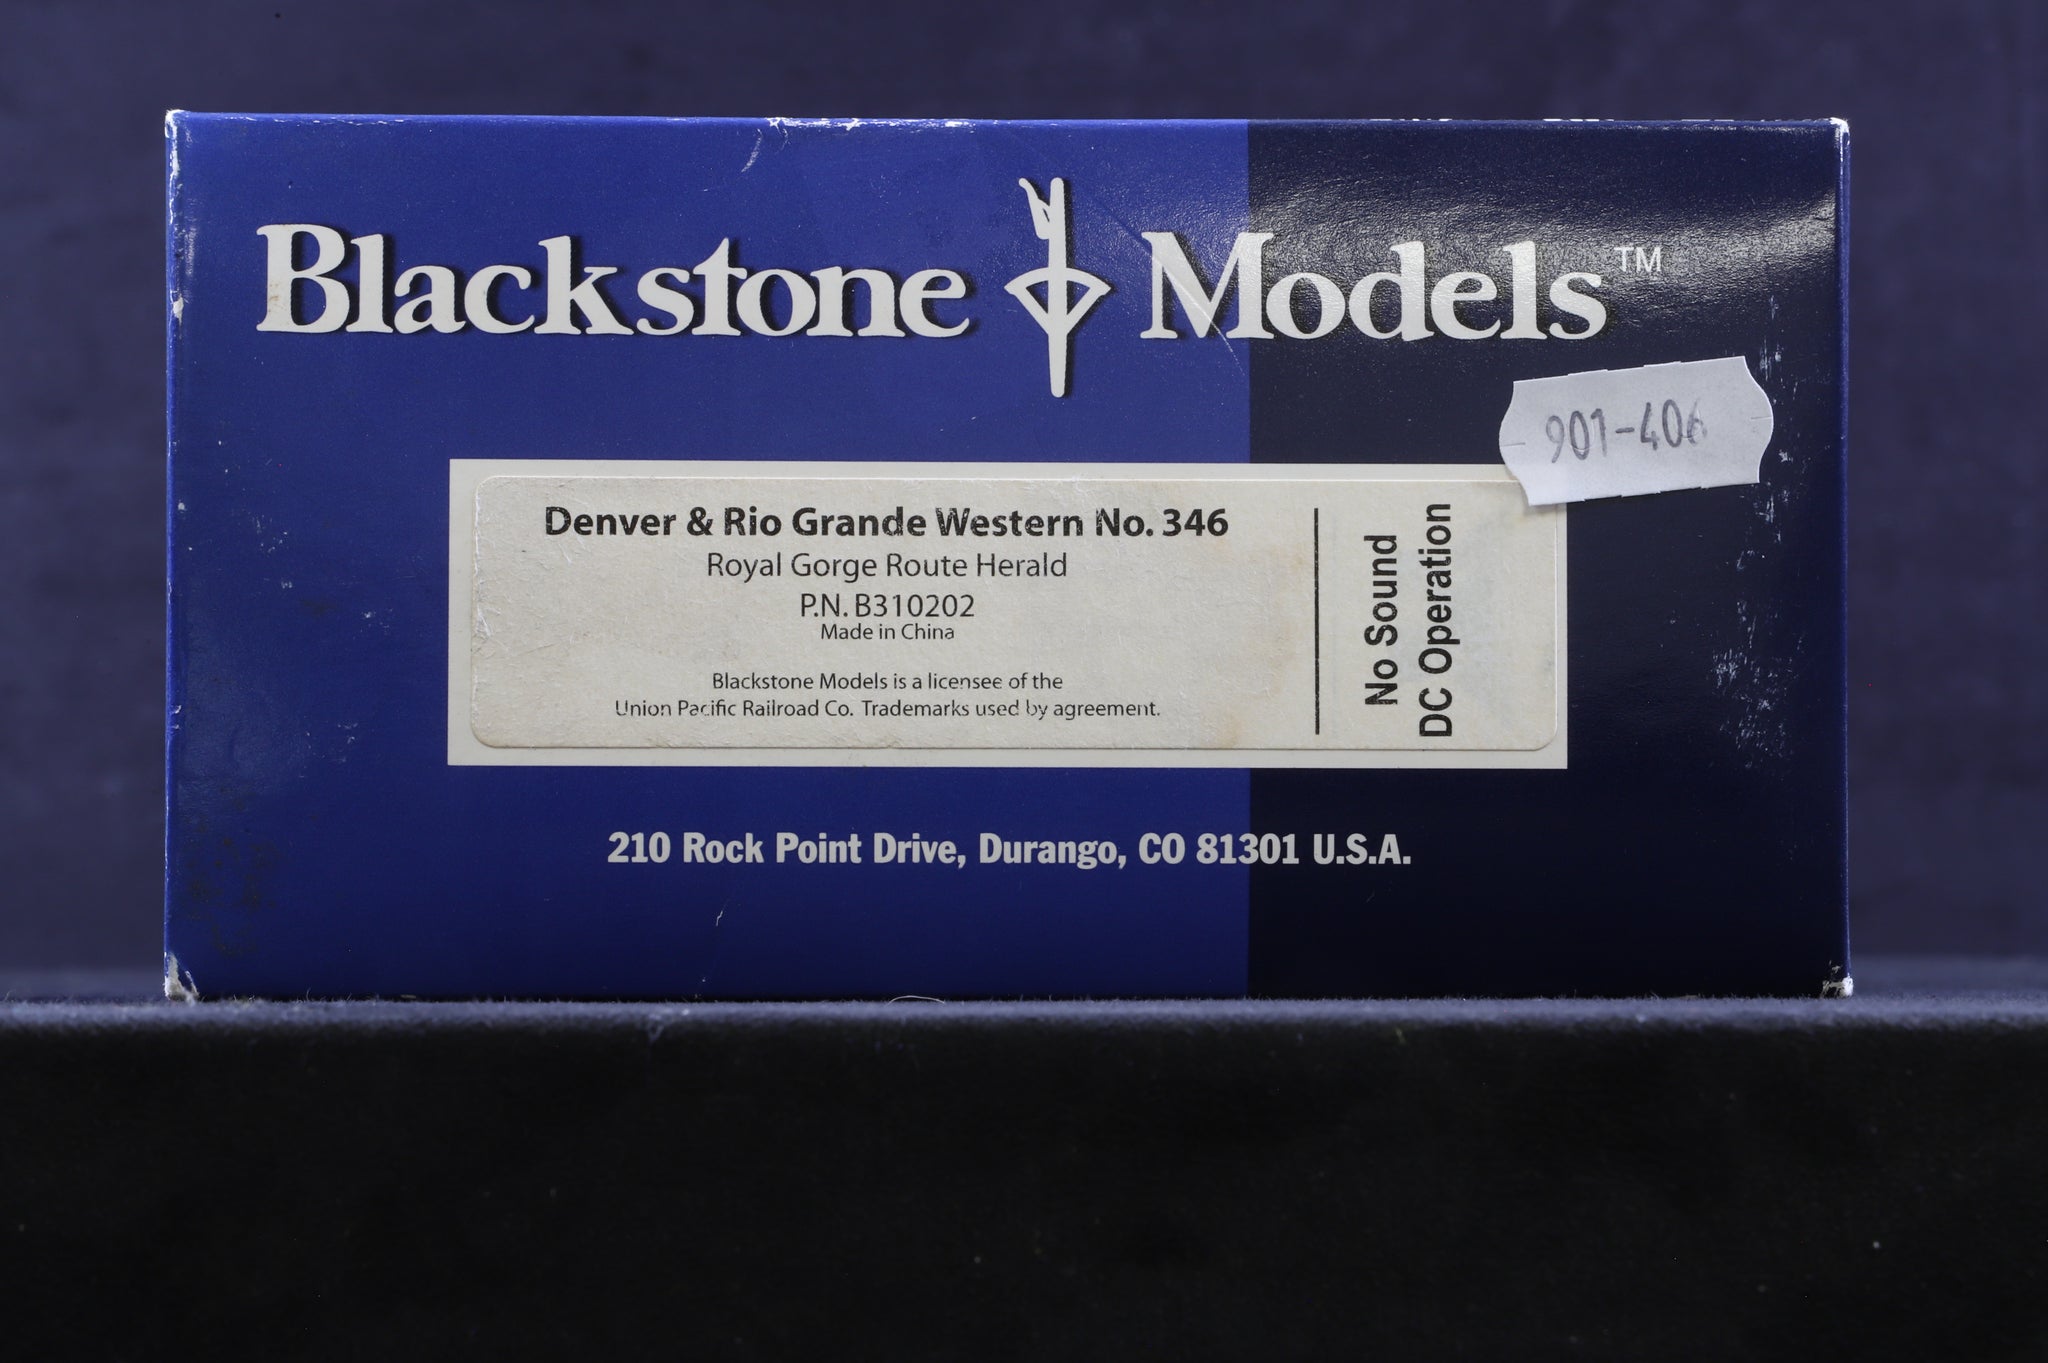 Blackstone Models™
901-406
Denver & Rio Grande Western No. 346
Royal Gorge Route Herald
P.N. B310202
Made in China
Blackstone Models is a licensee of the
Union Pacific Railroad Co. Trademarks used by agreement.
No Sound
DC Operation
210 Rock Point Drive, Durango, CO 81301 U.S.A.